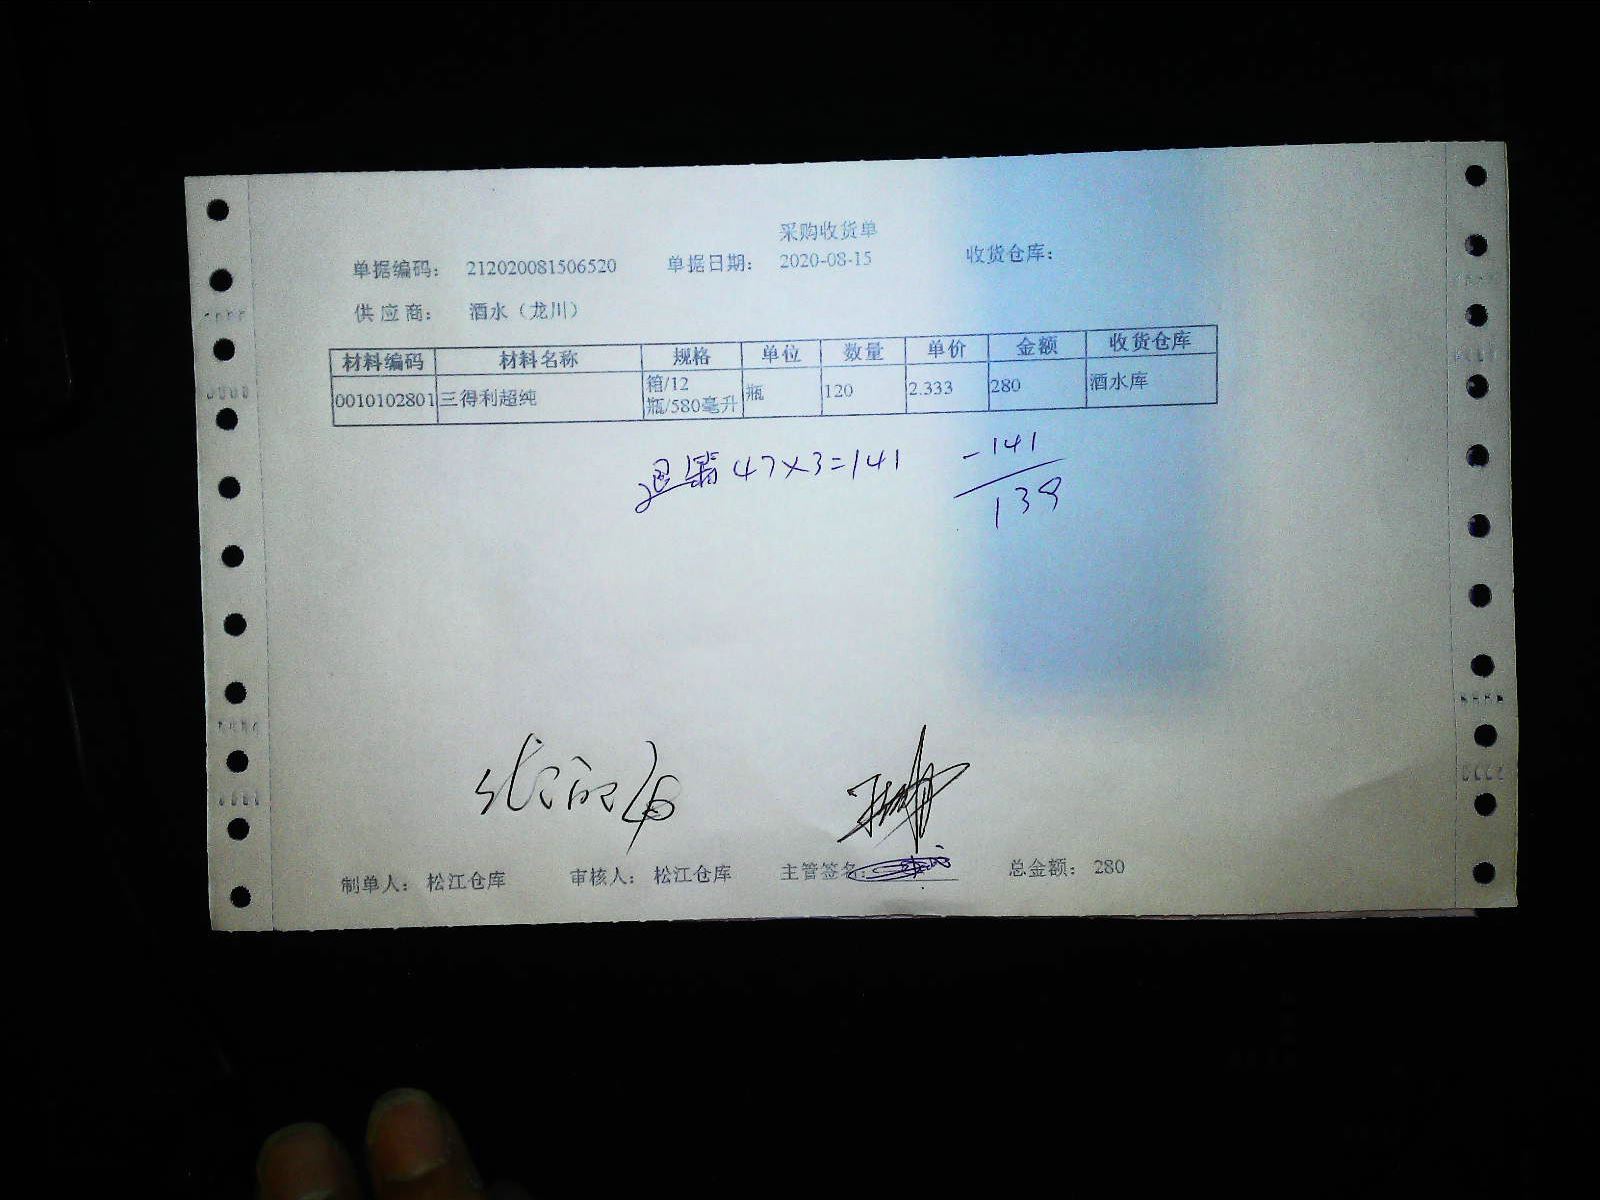 采购收货单
单据编码: 212020081506520 单据日期: 2020-08-15 收货仓库:
供应商: 酒水（龙川）
材料编码 材料名称 规格 单位 数量 单价 金额 收货仓库
0010102801 三得利超纯 箱/12瓶/580毫升 瓶 120 2.333 280 酒水库
退 47×3=141 -141
139
制单人: 松江仓库 审核人: 松江仓库 主管签名: 总金额: 280